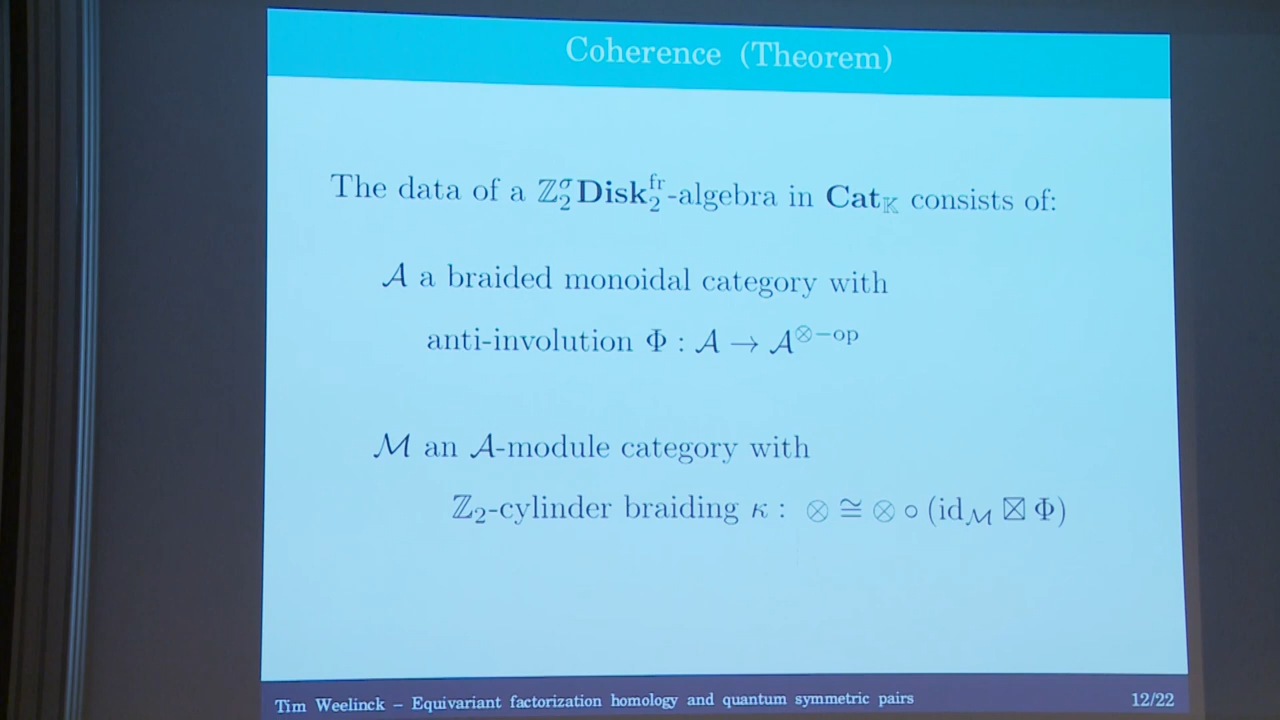 Coherence (Theorem)
The data of a ℤ₂^σDisk₂^fr-algebra in Cat_𝕂 consists of:
𝒜 a braided monoidal category with
anti-involution Φ : 𝒜 → 𝒜^⊗−op
ℳ an 𝒜-module category with
ℤ₂-cylinder braiding κ : ⊗ ≅ ⊗ ∘ (id_ℳ ⊠ Φ)
Tim Weelinck – Equivariant factorization homology and quantum symmetric pairs 12/22